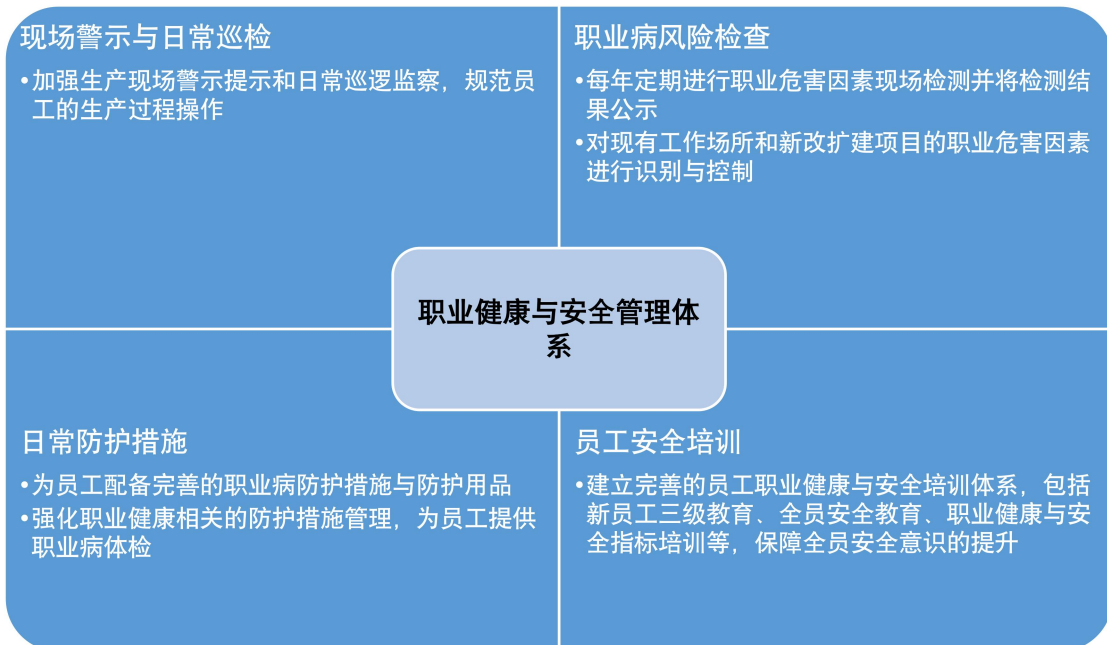 现场警示与日常巡检
•加强生产现场警示提示和日常巡逻监察，规范员
工的生产过程操作
职业病风险检查
•每年定期进行职业危害因素现场检测并将检测结
果公示
•对现有工作场所和新改扩建项目的职业危害因素
进行识别与控制
职业健康与安全管理体
系
日常防护措施
•为员工配备完善的职业病防护措施与防护用品
•强化职业健康相关的防护措施管理，为员工提供
职业病体检
员工安全培训
•建立完善的员工职业健康与安全培训体系，包括
新员工三级教育、全员安全教育、职业健康与安
全指标培训等，保障全员安全意识的提升